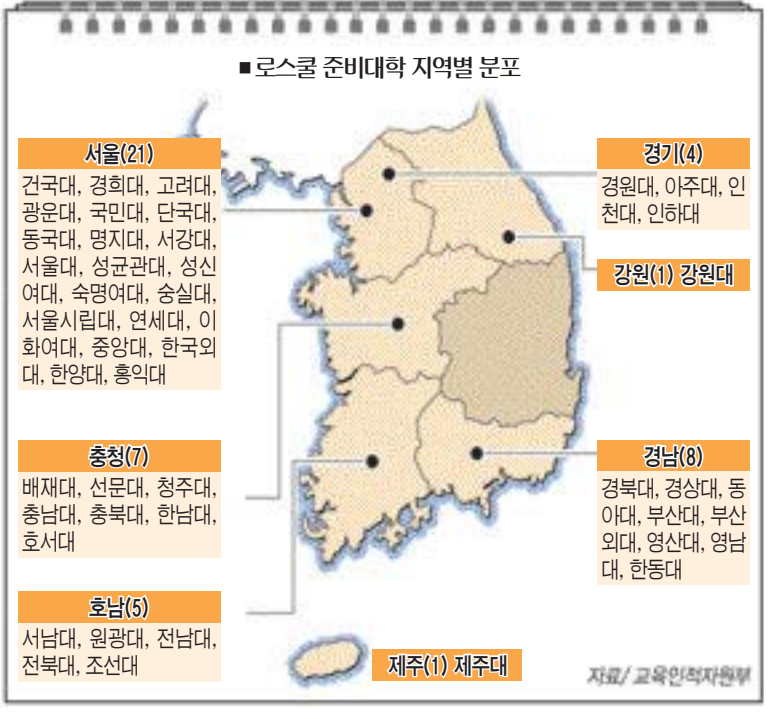 ■ 로스쿨 준비대학 지역별 분포
서울(21)
건국대, 경희대, 고려대,
광운대, 국민대, 단국대,
동국대, 명지대, 서강대,
서울대, 성균관대, 성신
여대, 숙명여대, 숭실대,
서울시립대, 연세대, 이
화여대, 중앙대, 한국외
대, 한양대, 홍익대
경기(4)
경원대, 아주대, 인
천대, 인하대
강원(1) 강원대
충청(7)
배재대, 선문대, 청주대,
충남대, 충북대, 한남대,
호서대
경남(8)
경북대, 경상대, 동
아대, 부산대, 부산
외대, 영산대, 영남
대, 한동대
호남(5)
서남대, 원광대, 전남대,
전북대, 조선대
제주(1) 제주대
자료/ 교육인적자원부